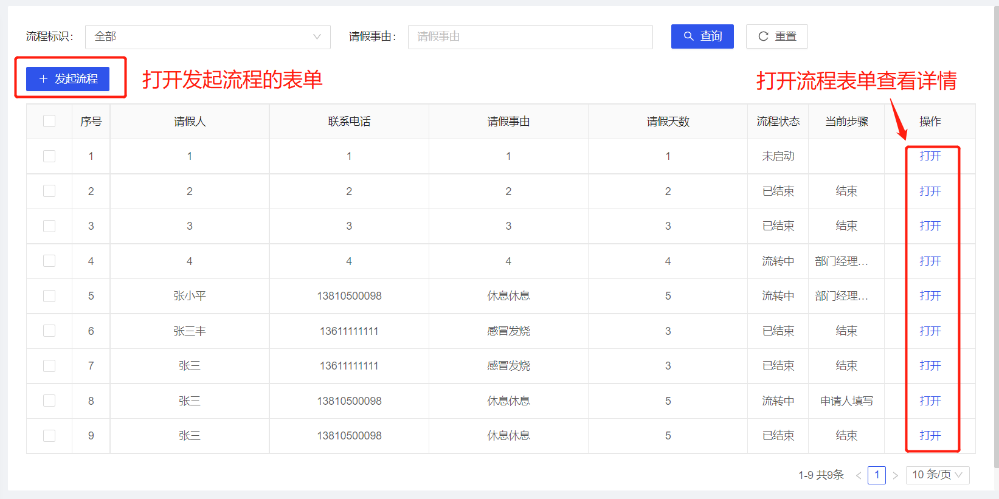 流程标识： 全部 请假事由： 请假事由 查询 重置
发起流程 打开发起流程的表单 打开流程表单查看详情
序号 请假人 联系电话 请假事由 请假天数 流程状态 当前步骤 操作
1 1 1 1 1 未启动 打开
2 2 2 2 2 已结束 结束 打开
3 3 3 3 3 已结束 结束 打开
4 4 4 4 4 流转中 部门经理... 打开
5 张小平 13810500098 休息休息 5 流转中 部门经理... 打开
6 张三丰 13611111111 感冒发烧 3 已结束 结束 打开
7 张三 13611111111 感冒发烧 3 已结束 结束 打开
8 张三 13810500098 休息休息 5 流转中 申请人填写 打开
9 张三 13810500098 休息休息 5 已结束 结束 打开
1-9 共9条 < 1 > 10 条/页